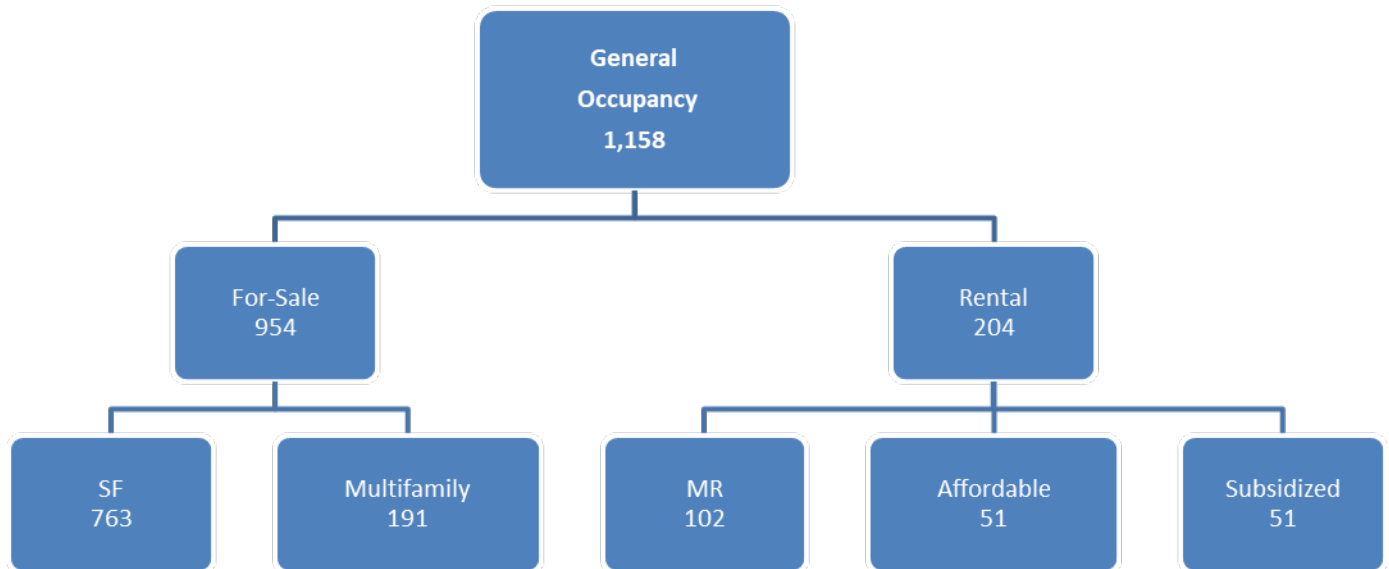 General
Occupancy
1,158
For-Sale
954
Rental
204
SF
763
Multifamily
191
MR
102
Affordable
51
Subsidized
51